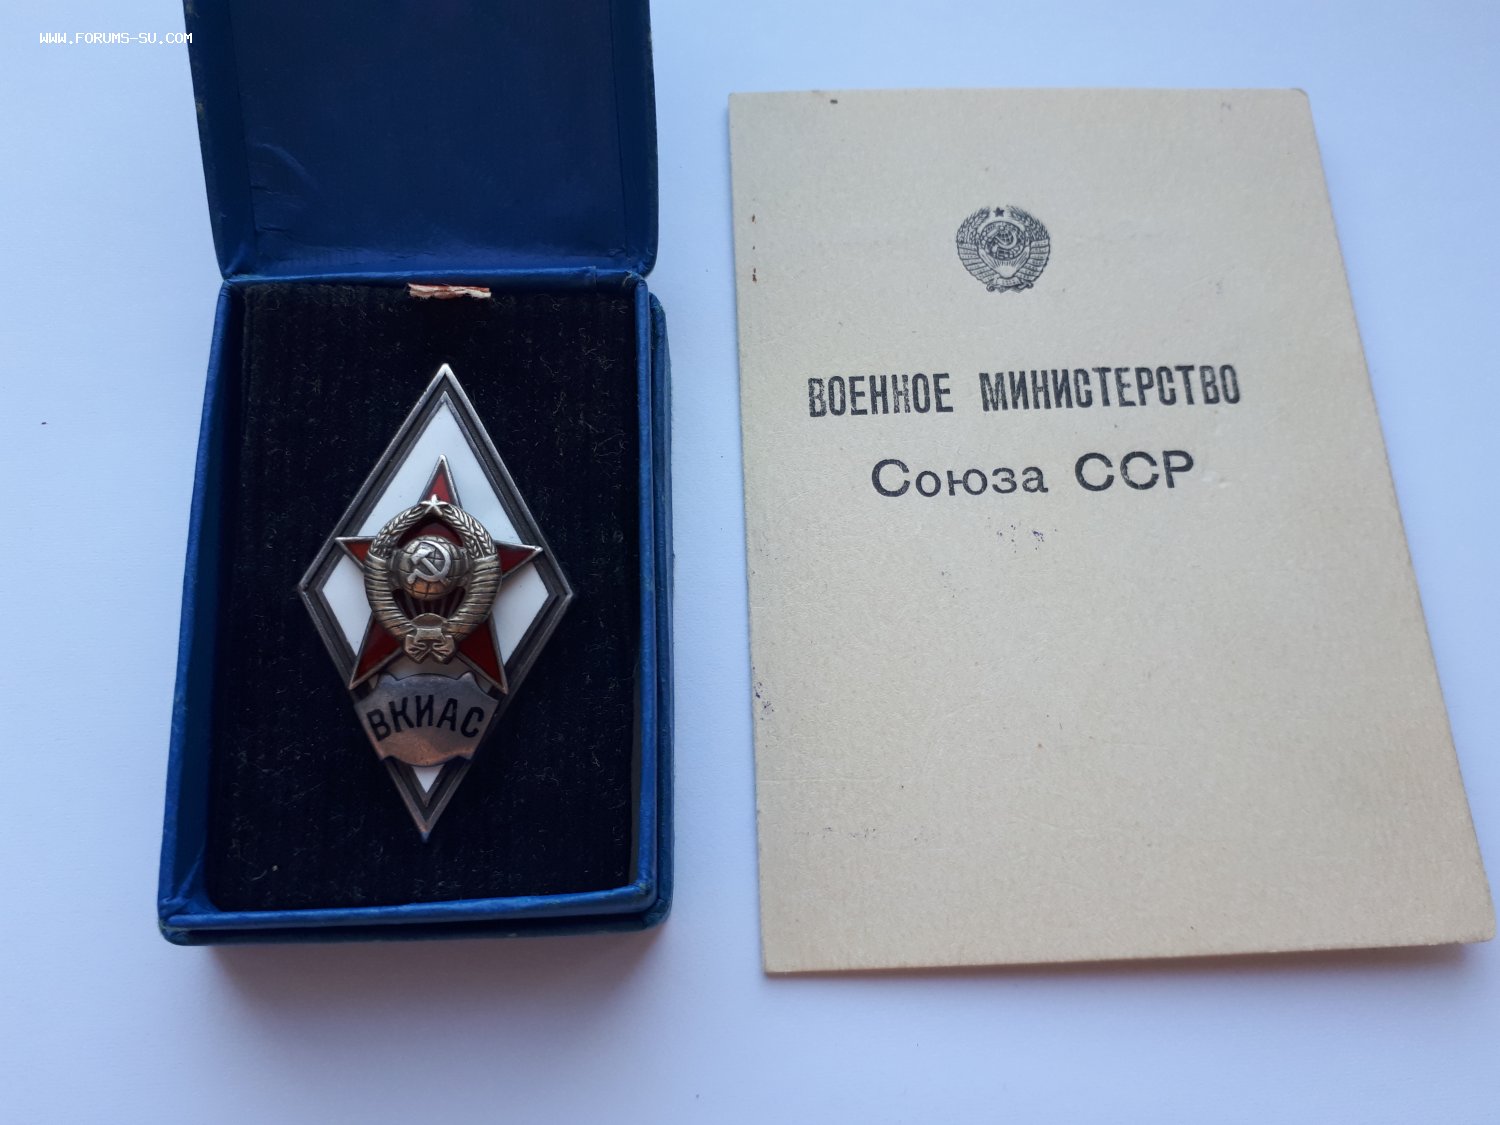 WWW.FORUMS-SU.COM
ВКИАС
ВОЕННОЕ МИНИСТЕРСТВО
Союза ССР